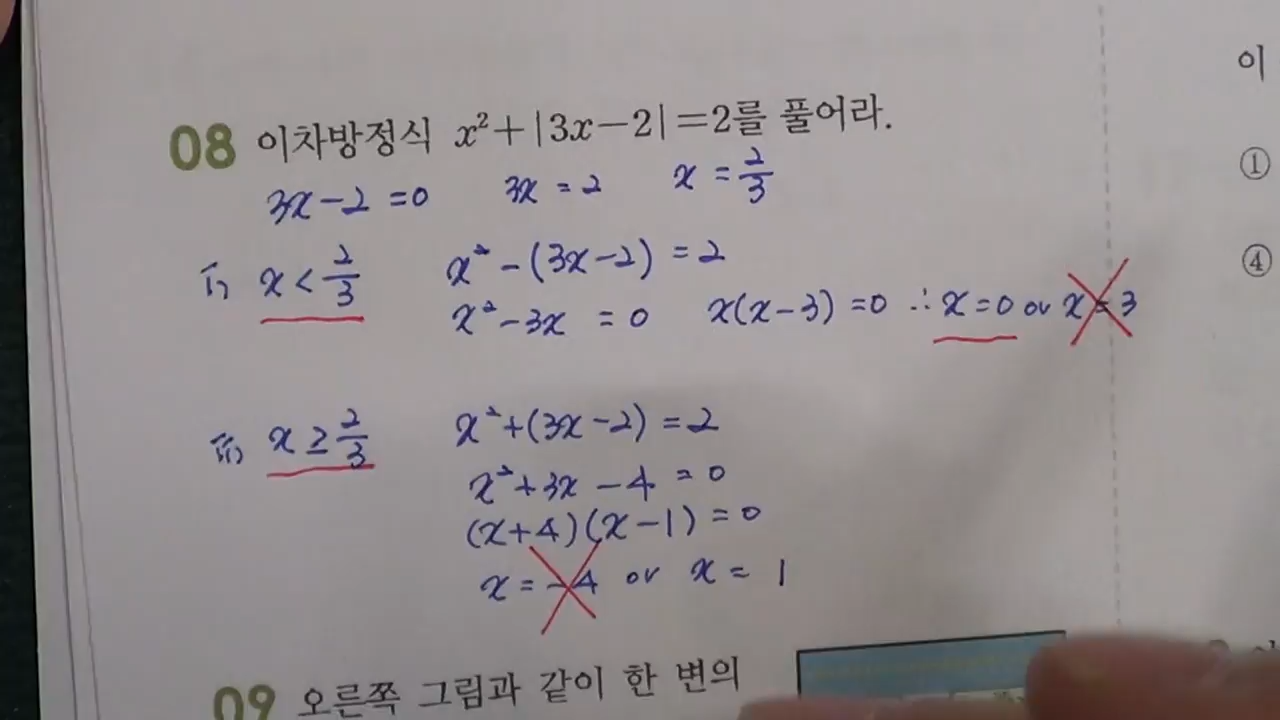 08 이차방정식 x²+|3x-2|=2를 풀어라.
3x-2=0 3x=2 x=2/3
i) x<2/3 x²-(3x-2)=2
x²-3x =0 x(x-3)=0 ∴x=0 or x=3
ii) x≥2/3 x²+(3x-2)=2
x²+3x-4=0
(x+4)(x-1)=0
x=-4 or x=1
09 오른쪽 그림과 같이 한 변의
이
①
④